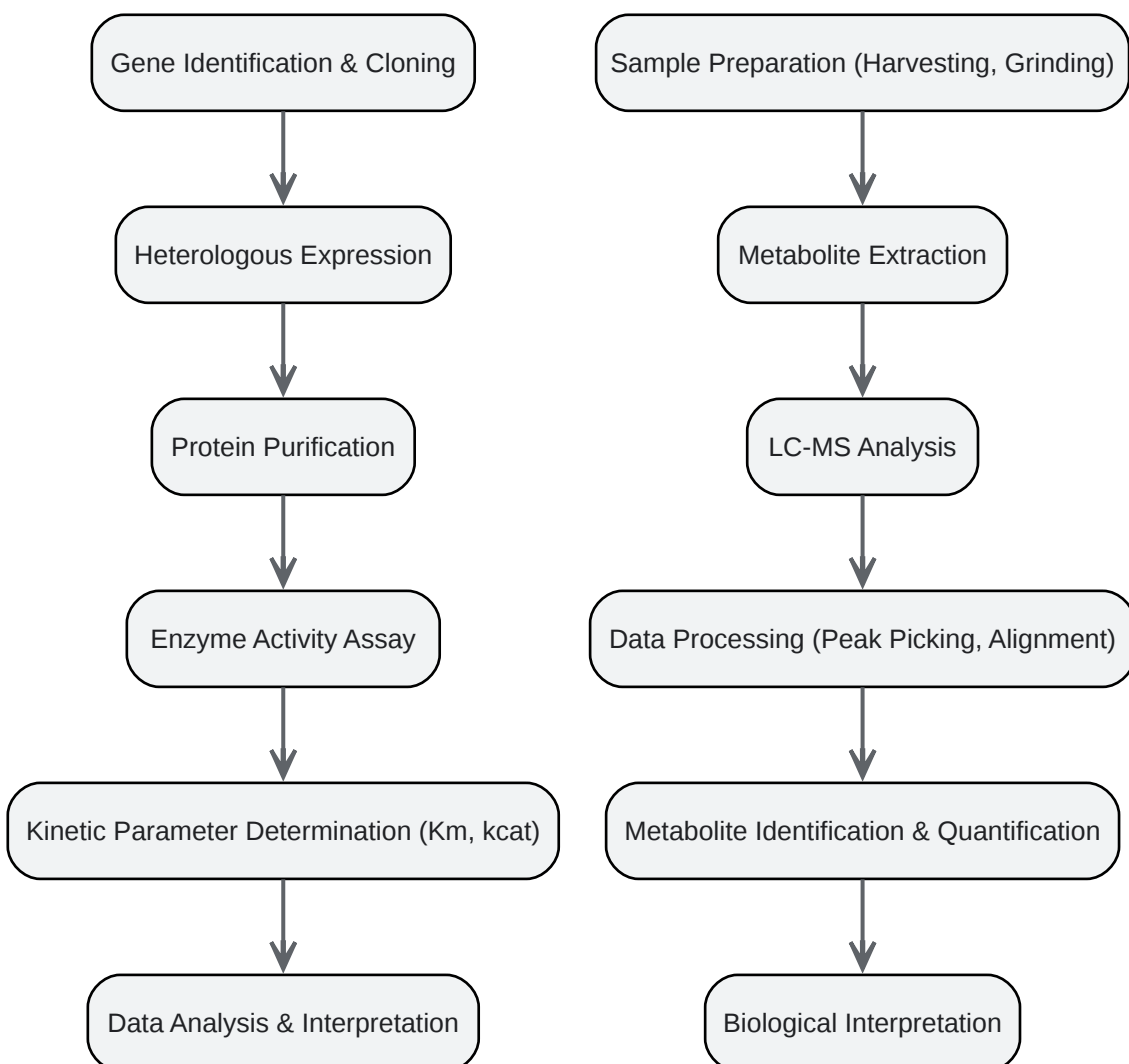 Gene Identification & Cloning
Heterologous Expression
Protein Purification
Enzyme Activity Assay
Kinetic Parameter Determination (Km, kcat)
Data Analysis & Interpretation
Sample Preparation (Harvesting, Grinding)
Metabolite Extraction
LC-MS Analysis
Data Processing (Peak Picking, Alignment)
Metabolite Identification & Quantification
Biological Interpretation